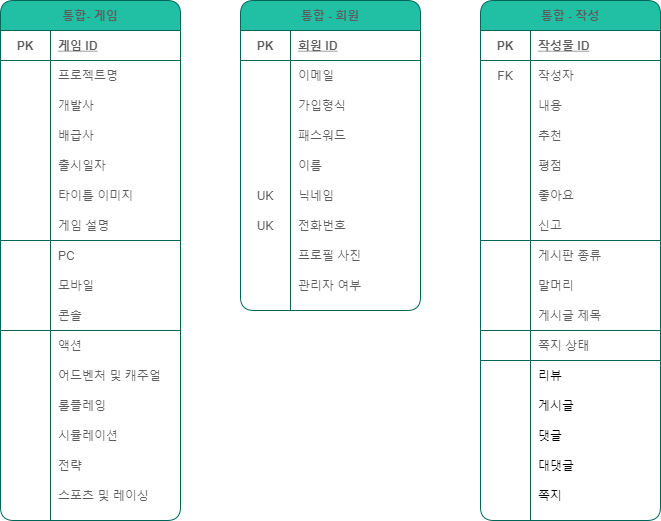 통합- 게임
PK 게임 ID
프로젝트명
개발사
배급사
출시일자
타이틀 이미지
게임 설명
PC
모바일
콘솔
액션
어드벤처 및 캐주얼
롤플레잉
시뮬레이션
전략
스포츠 및 레이싱
통합 - 회원
PK 회원 ID
이메일
가입형식
패스워드
이름
UK 닉네임
UK 전화번호
프로필 사진
관리자 여부
통합 - 작성
PK 작성물 ID
FK 작성자
내용
추천
평점
좋아요
신고
게시판 종류
말머리
게시글 제목
쪽지 상태
리뷰
게시글
댓글
대댓글
쪽지